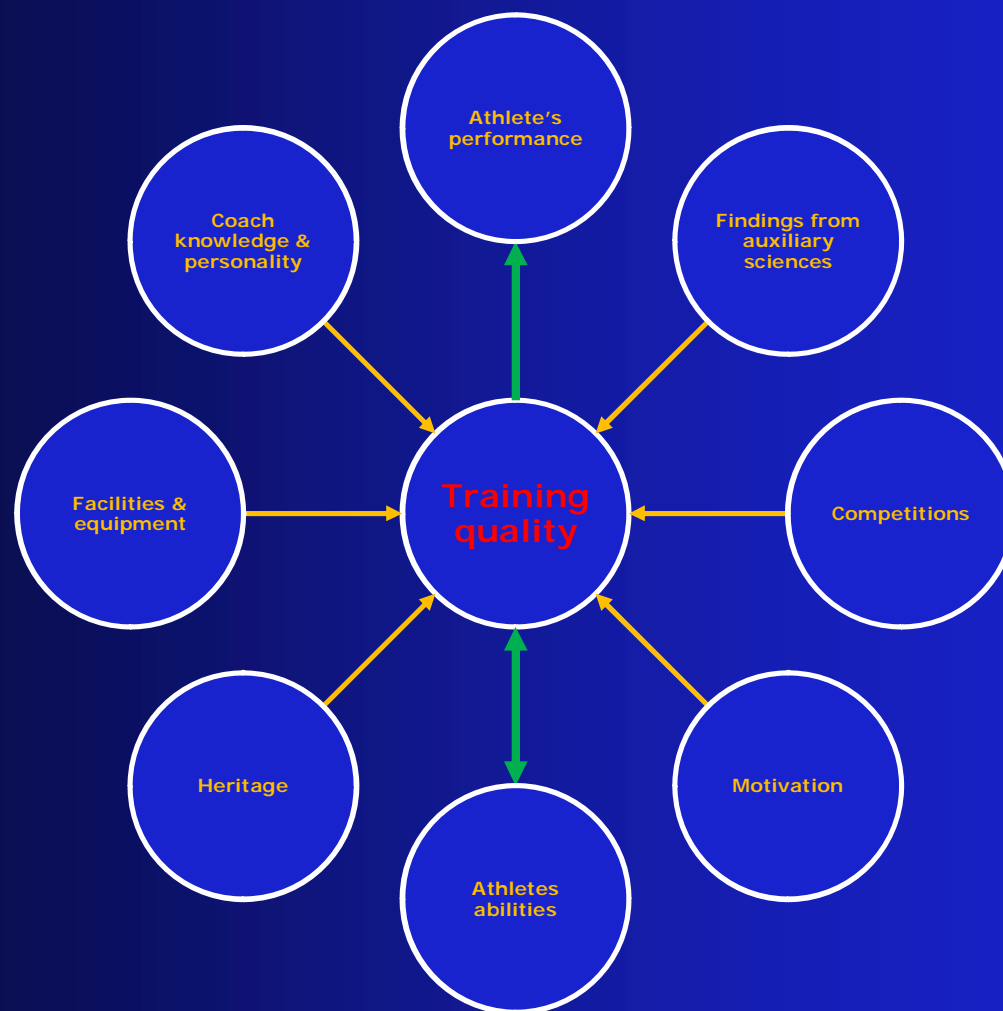 Athlete's
performance
Coach
knowledge &
personality
Findings from
auxiliary
sciences
Facilities &
equipment
Training
quality
Competitions
Heritage
Motivation
Athletes
abilities